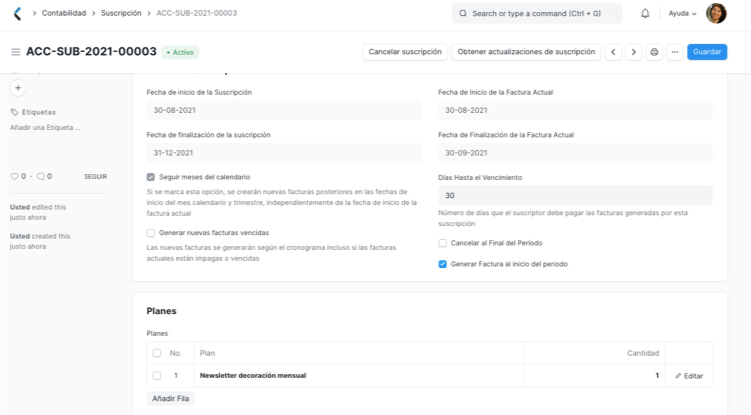 Contabilidad > Suscripción > ACC-SUB-2021-00003
Search or type a command (Ctrl + G)
Ayuda
ACC-SUB-2021-00003
Activo
Cancelar suscripción
Obtener actualizaciones de suscripción
Guardar
Etiquetas
Añadir una Etiqueta ...
0 · 0
SEGUIR
Usted edited this
justo ahora
Usted created this
justo ahora
Fecha de inicio de la Suscripción
30-08-2021
Fecha de finalización de la suscripción
31-12-2021
Seguir meses del calendario
Si se marca esta opción, se crearán nuevas facturas posteriores en las fechas de
inicio del mes calendario y trimestre, independientemente de la fecha de inicio de la
factura actual
Generar nuevas facturas vencidas
Las nuevas facturas se generarán según el cronograma incluso si las facturas
actuales están impagas o vencidas
Fecha de Inicio de la Factura Actual
30-08-2021
Fecha de Finalización de la Factura Actual
30-09-2021
Días Hasta el Vencimiento
30
Número de días que el suscriptor debe pagar las facturas generadas por esta
suscripción
Cancelar al Final del Período
Generar Factura al inicio del periodo
Planes
Planes
No. Plan Cantidad
1 Newsletter decoración mensual 1 Editar
Añadir Fila